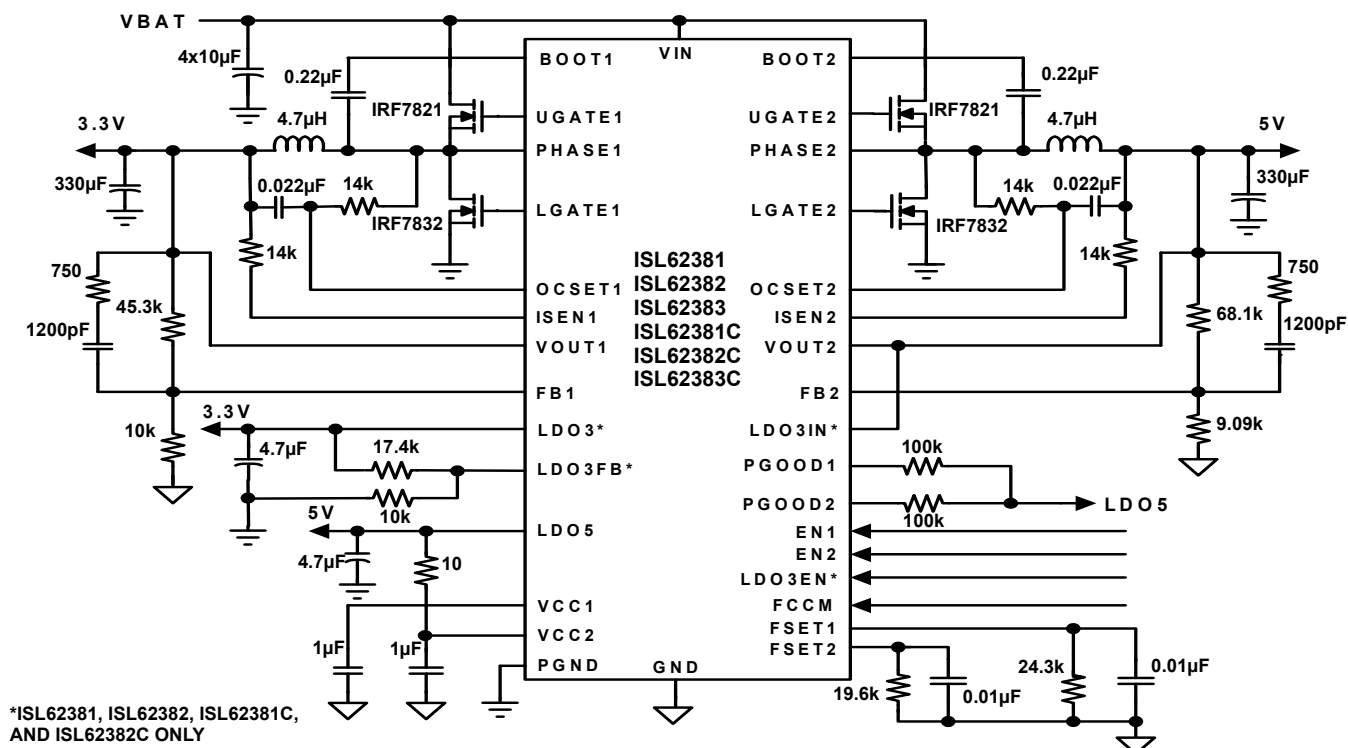 VBAT
4x10µF
VIN
BOOT1
BOOT2
0.22µF
0.22µF
IRF7821
IRF7821
UGATE1
UGATE2
3.3V
4.7µH
4.7µH
5V
PHASE1
PHASE2
330µF
0.022µF
14k
14k
0.022µF
330µF
IRF7832
LGATE1
LGATE2
IRF7832
14k
14k
ISL62381
ISL62382
ISL62383
ISL62381C
ISL62382C
ISL62383C
750
750
OCSET1
OCSET2
45.3k
ISEN1
ISEN2
68.1k
1200pF
1200pF
VOUT1
VOUT2
FB1
FB2
3.3V
10k
LDO3*
LDO3IN*
9.09k
4.7µF
17.4k
100k
LDO3FB*
PGOOD1
10k
PGOOD2
LDO5
100k
5V
LDO5
EN1
4.7µF
10
EN2
LDO3EN*
VCC1
FCCM
FSET1
VCC2
FSET2
1µF
1µF
PGND
GND
19.6k
0.01µF
24.3k
0.01µF
*ISL62381, ISL62382, ISL62381C,
AND ISL62382C ONLY